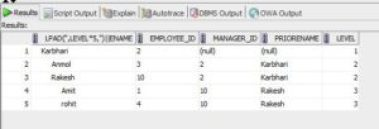 Results Script Output Explain Autotrace DBMS Output OWA Output
Results:
LPAD('',LEVEL*5,'')||ENAME EMPLOYEE_ID MANAGER_ID PRIORENAME LEVEL
1 Karbhari 2 (null) (null) 1
2 Anmol 3 2 Karbhari 2
3 Rakesh 10 2 Karbhari 2
4 Amit 1 10 Rakesh 3
5 rohit 4 10 Rakesh 3